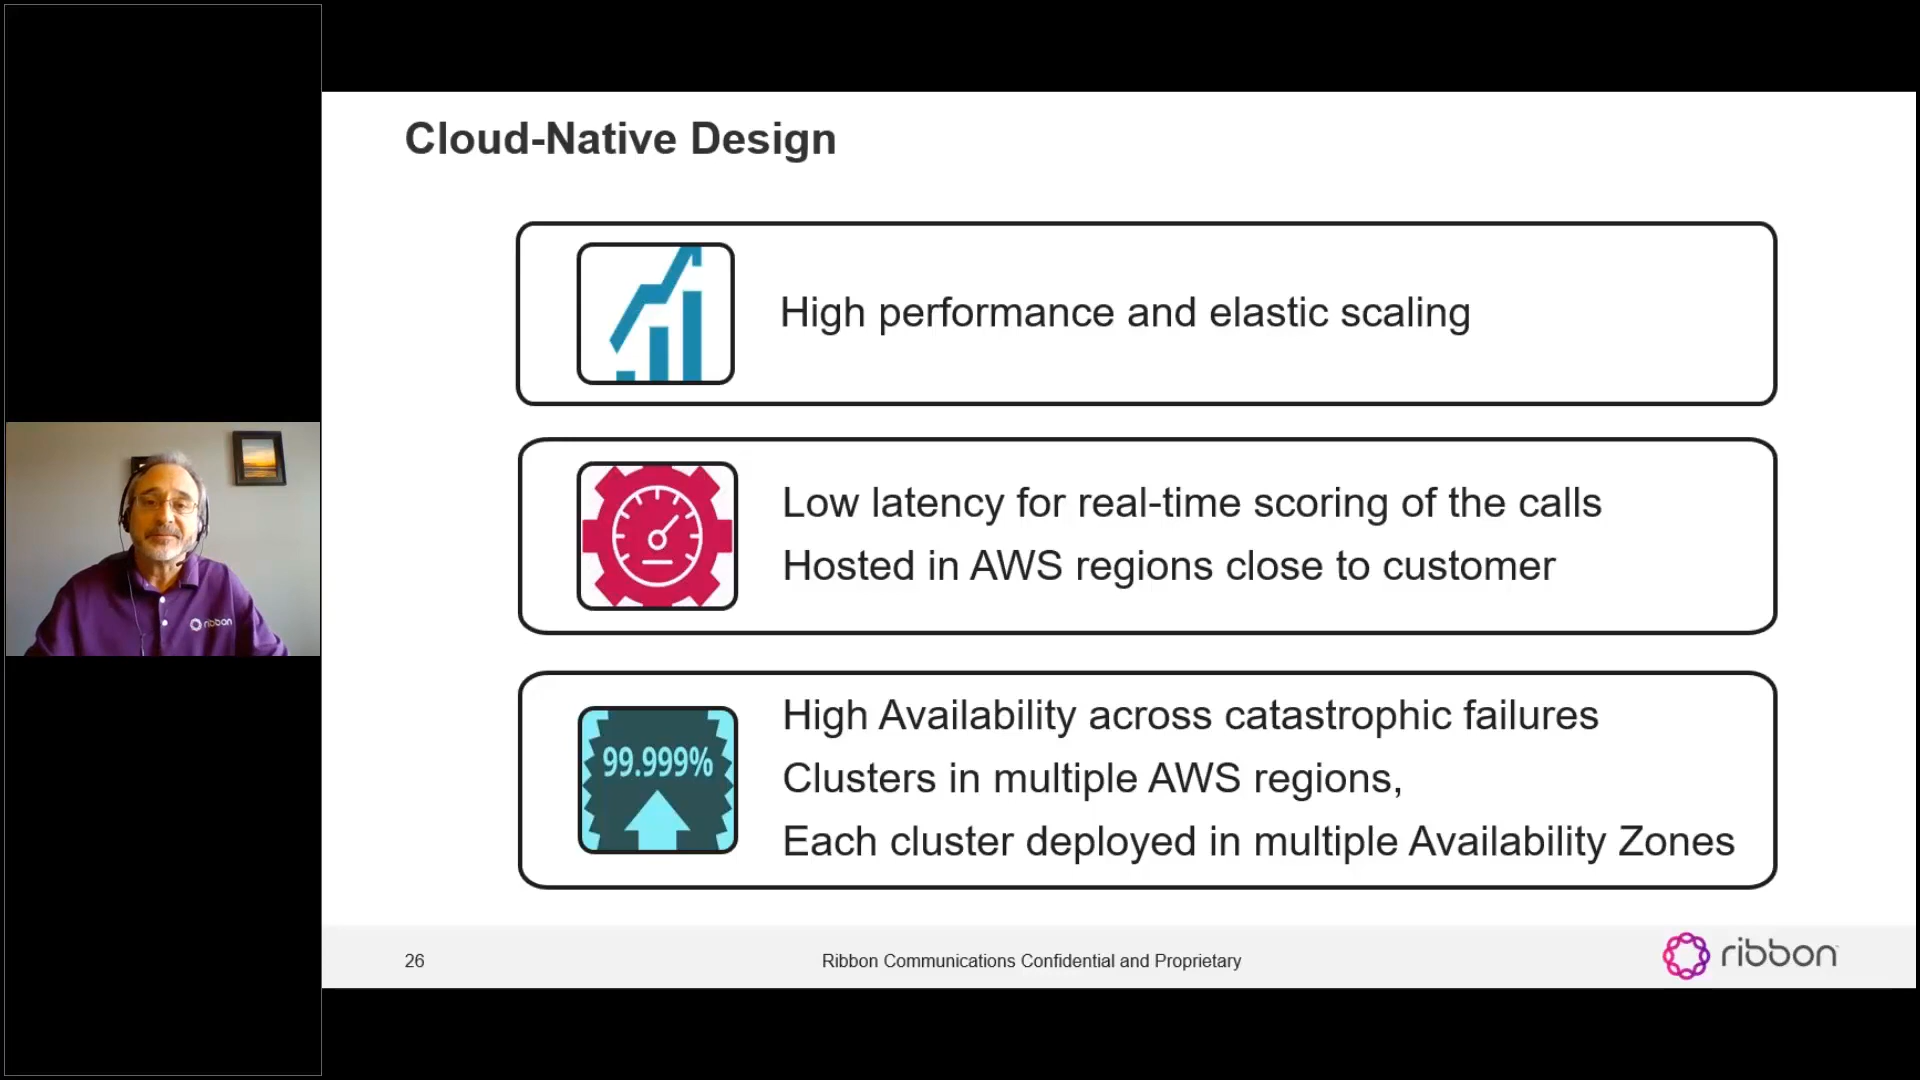 Cloud-Native Design
High performance and elastic scaling
Low latency for real-time scoring of the calls
Hosted in AWS regions close to customer
99.999%
High Availability across catastrophic failures
Clusters in multiple AWS regions,
Each cluster deployed in multiple Availability Zones
ribbon
26
Ribbon Communications Confidential and Proprietary
ribbon